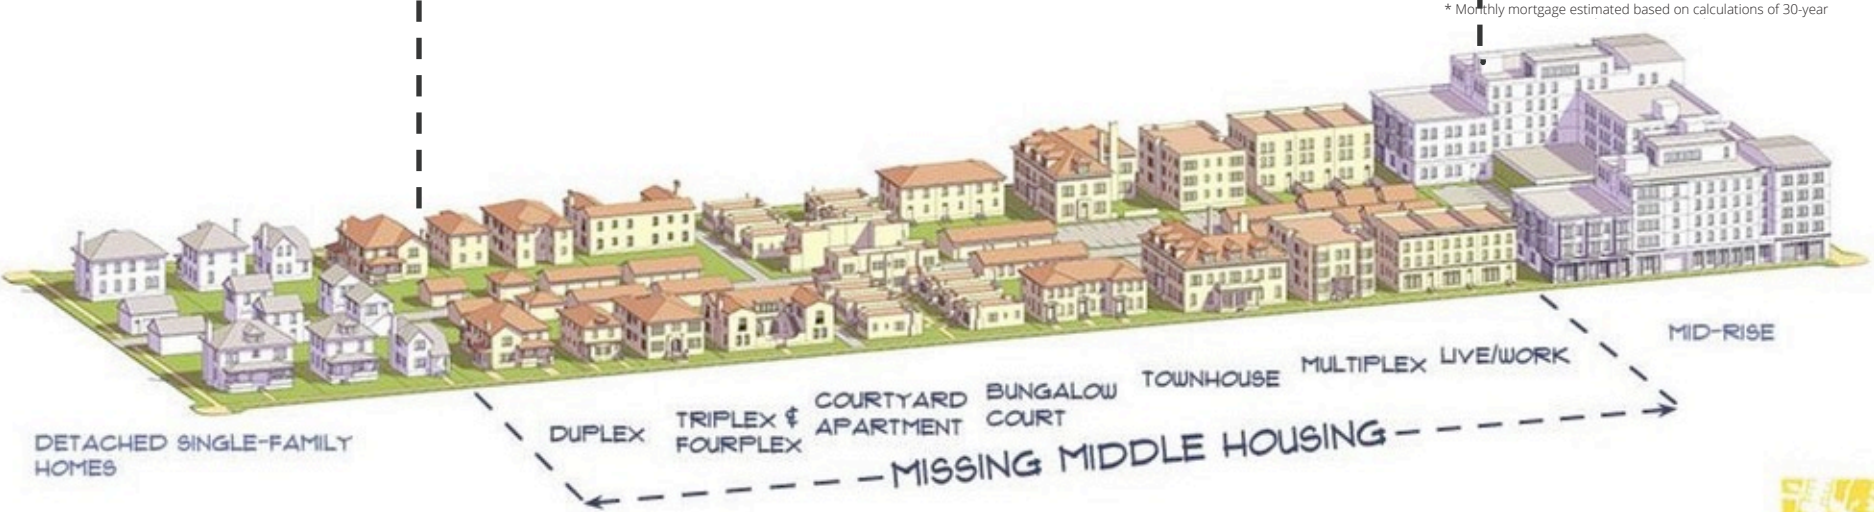 * Monthly mortgage estimated based on calculations of 30-year
DETACHED SINGLE-FAMILY
HOMES
DUPLEX
TRIPLEX &
FOURPLEX
COURTYARD
APARTMENT
BUNGALOW
COURT
TOWNHOUSE
MULTIPLEX
LIVE/WORK
MID-RISE
MISSING MIDDLE HOUSING